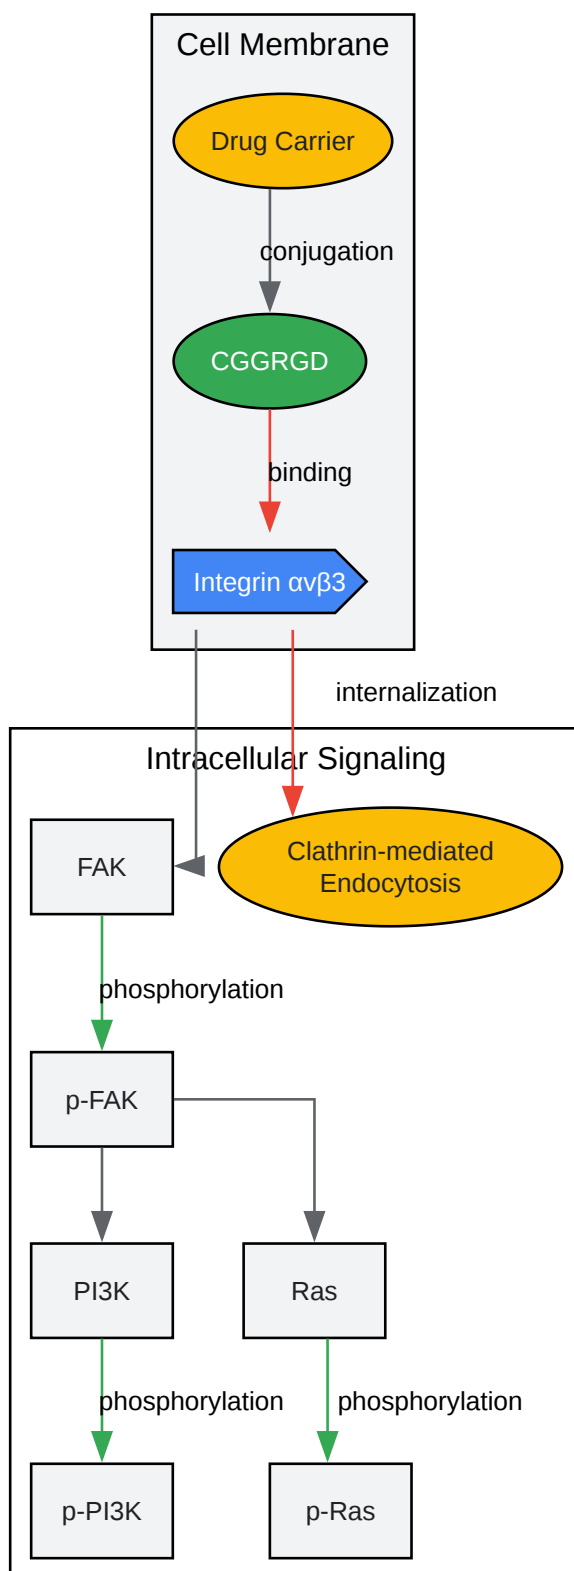 Cell Membrane
Drug Carrier
conjugation
CGGRGD
binding
Integrin αvβ3
internalization
Intracellular Signaling
FAK
Clathrin-mediated
Endocytosis
phosphorylation
p-FAK
PI3K
Ras
phosphorylation
phosphorylation
p-PI3K
p-Ras